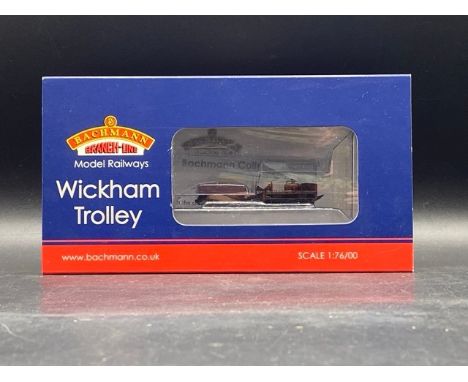 BACHMANN
BRANCH-LINE
Model Railways
Wickham
Trolley
Bachmann Coll
www.bachmann.co.uk
SCALE 1:76/00